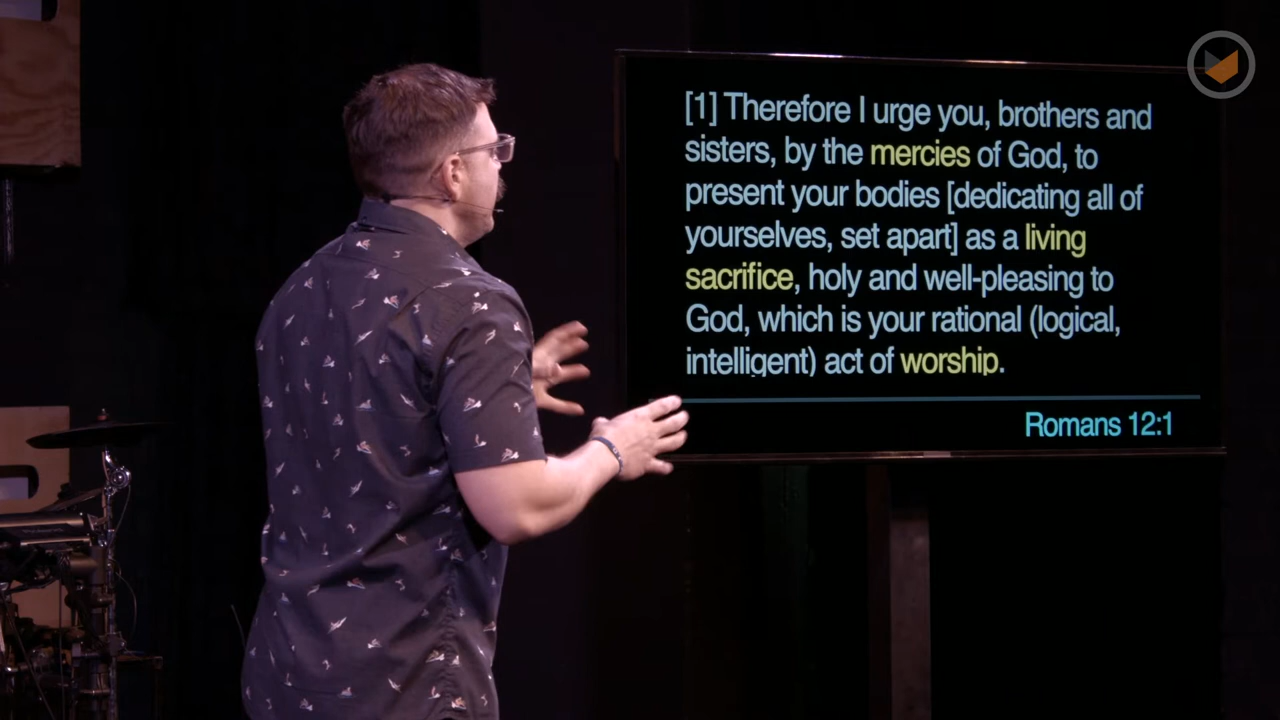 [1] Therefore I urge you, brothers and
sisters, by the mercies of God, to
present your bodies [dedicating all of
yourselves, set apart] as a living
sacrifice, holy and well-pleasing to
God, which is your rational (logical,
intelligent) act of worship.
Romans 12:1